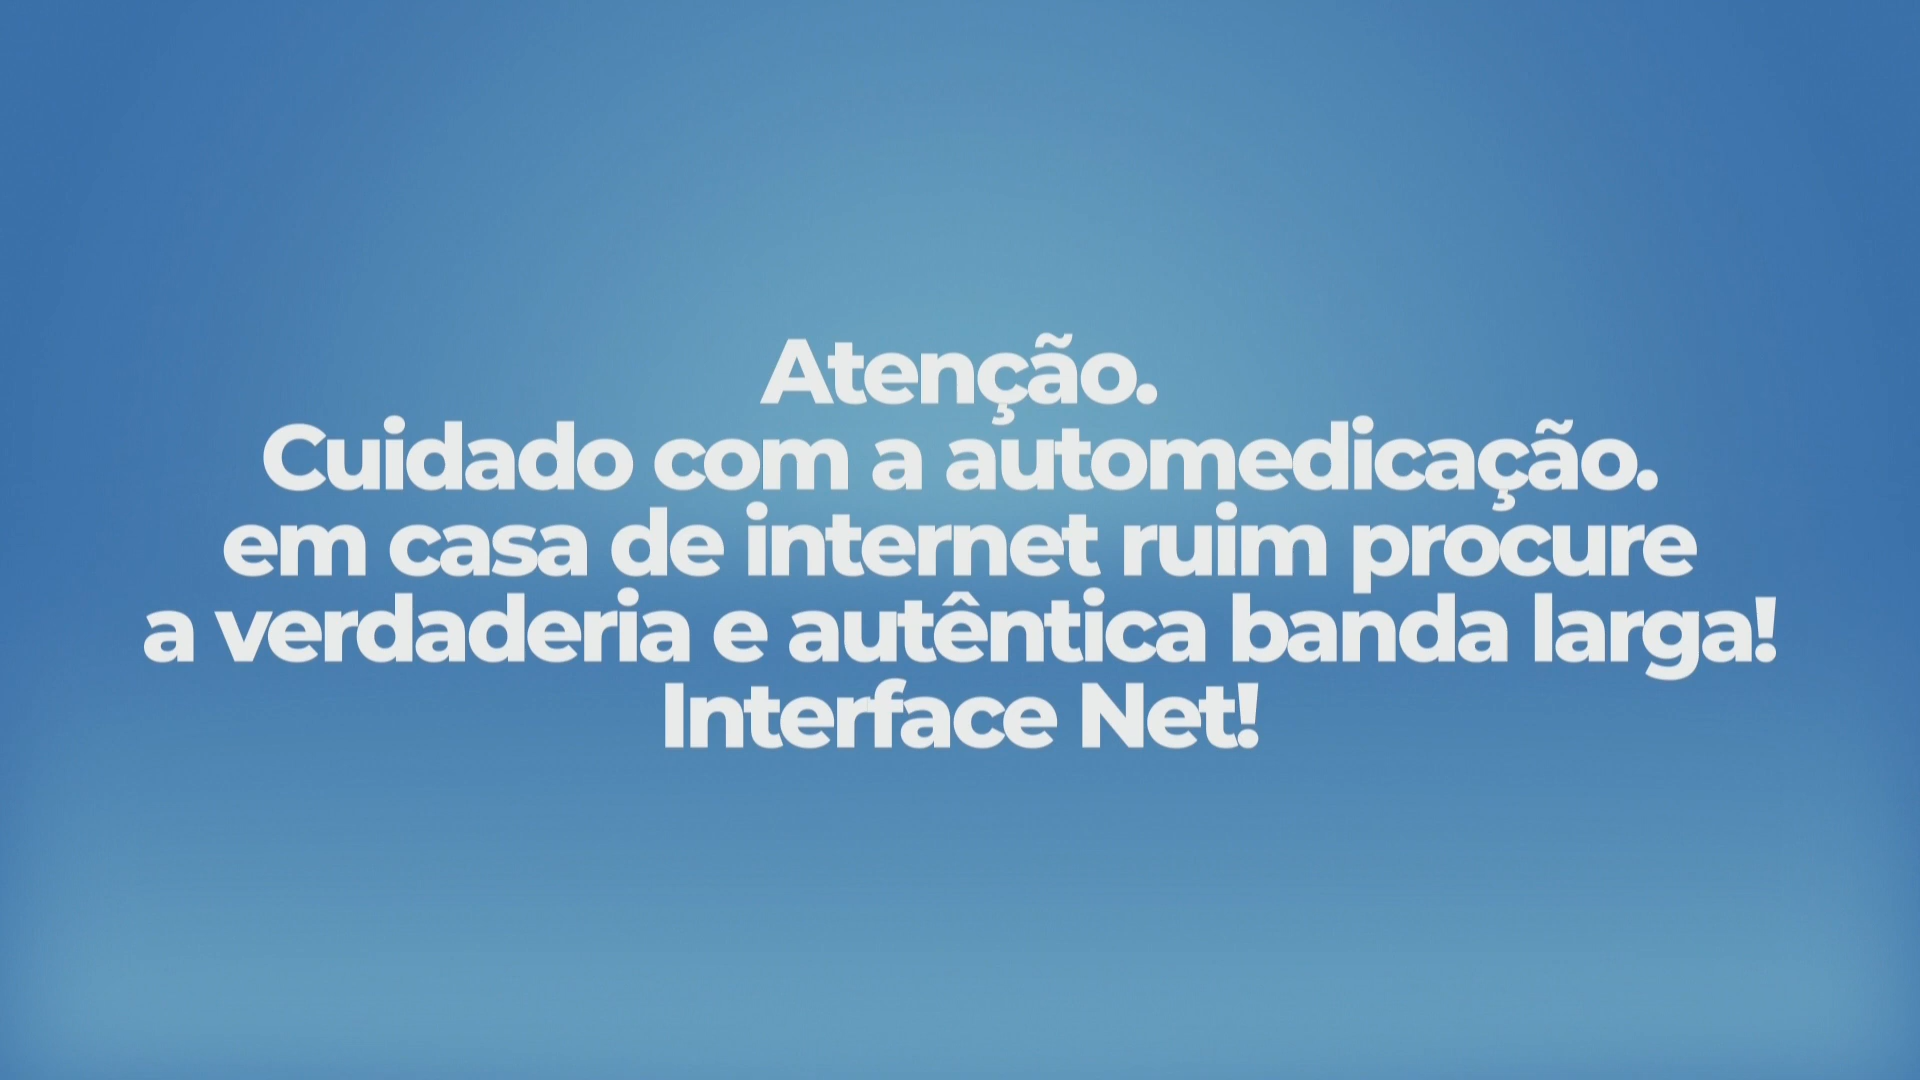 Atenção.
Cuidado com a automedicação.
em casa de internet ruim procure
a verdaderia e autêntica banda larga!
Interface Net!